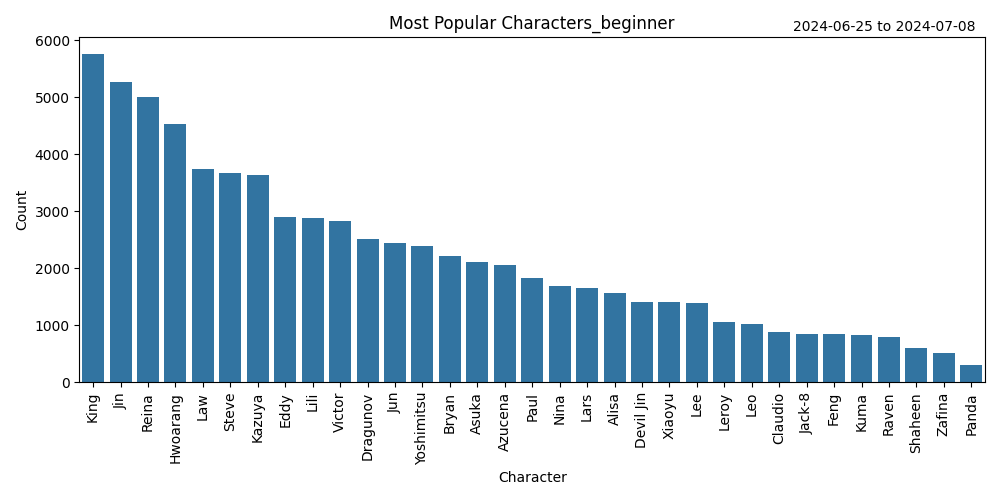 Most Popular Characters_beginner
2024-06-25 to 2024-07-08
6000
5000
4000
3000
2000
1000
0
Count
King
Jin
Reina
Hwoarang
Law
Steve
Kazuya
Eddy
Lili
Victor
Dragunov
Jun
Yoshimitsu
Bryan
Asuka
Azucena
Paul
Nina
Lars
Alisa
Devil Jin
Xiaoyu
Lee
Leroy
Leo
Claudio
Jack-8
Feng
Kuma
Raven
Shaheen
Zafina
Panda
Character